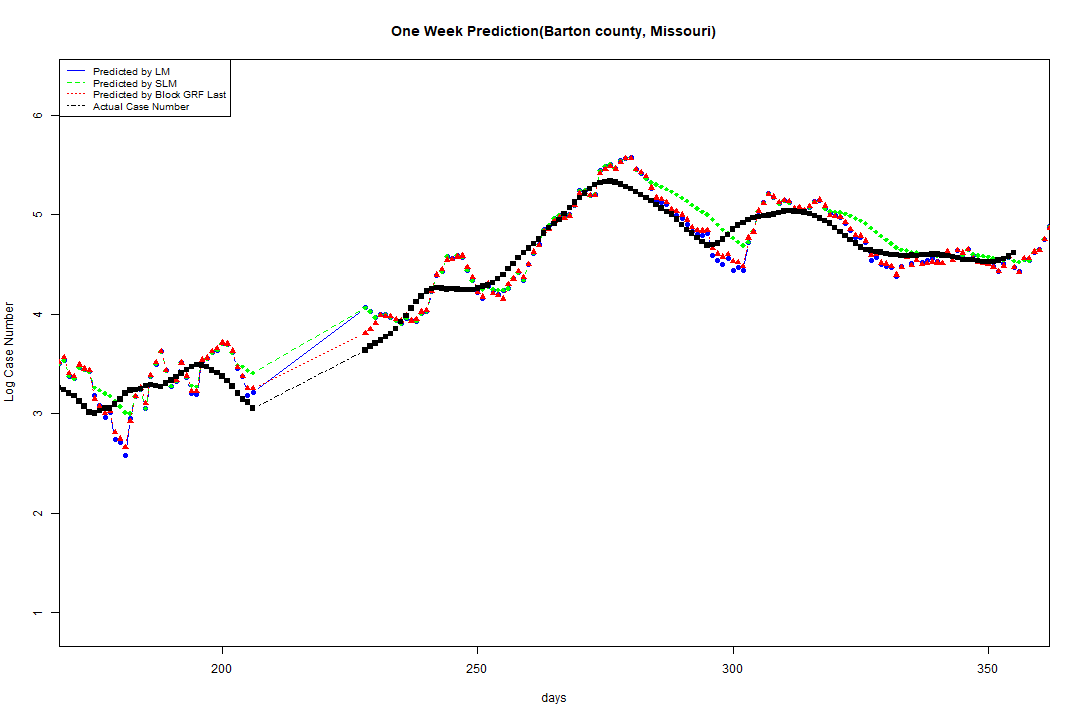 One Week Prediction(Barton county, Missouri)
Predicted by LM
Predicted by SLM
Predicted by Block GRF Last
Actual Case Number
6
5
4
3
2
1
Log Case Number
200 250 300 350
days